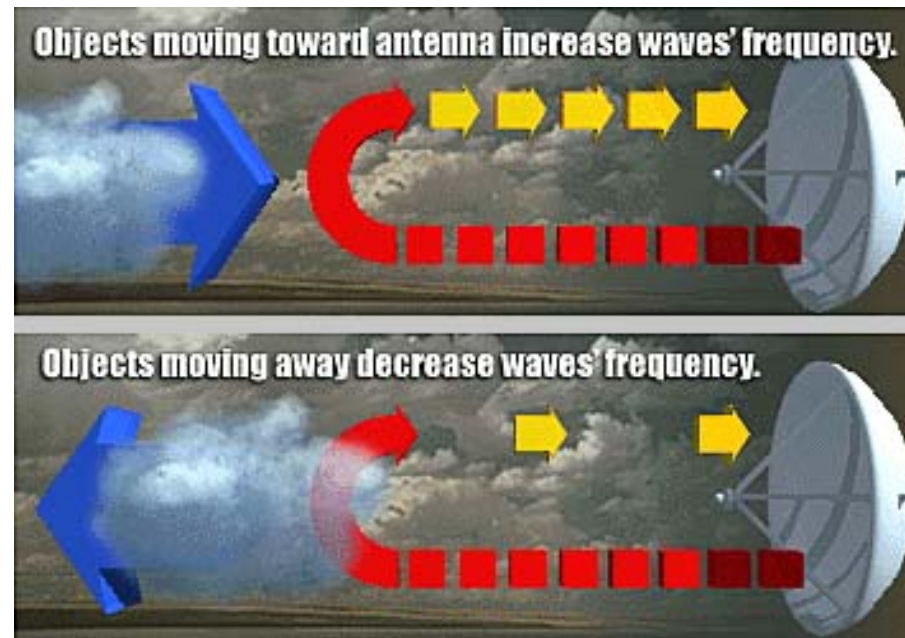 Objects moving toward antenna increase waves' frequency.
Objects moving away decrease waves' frequency.